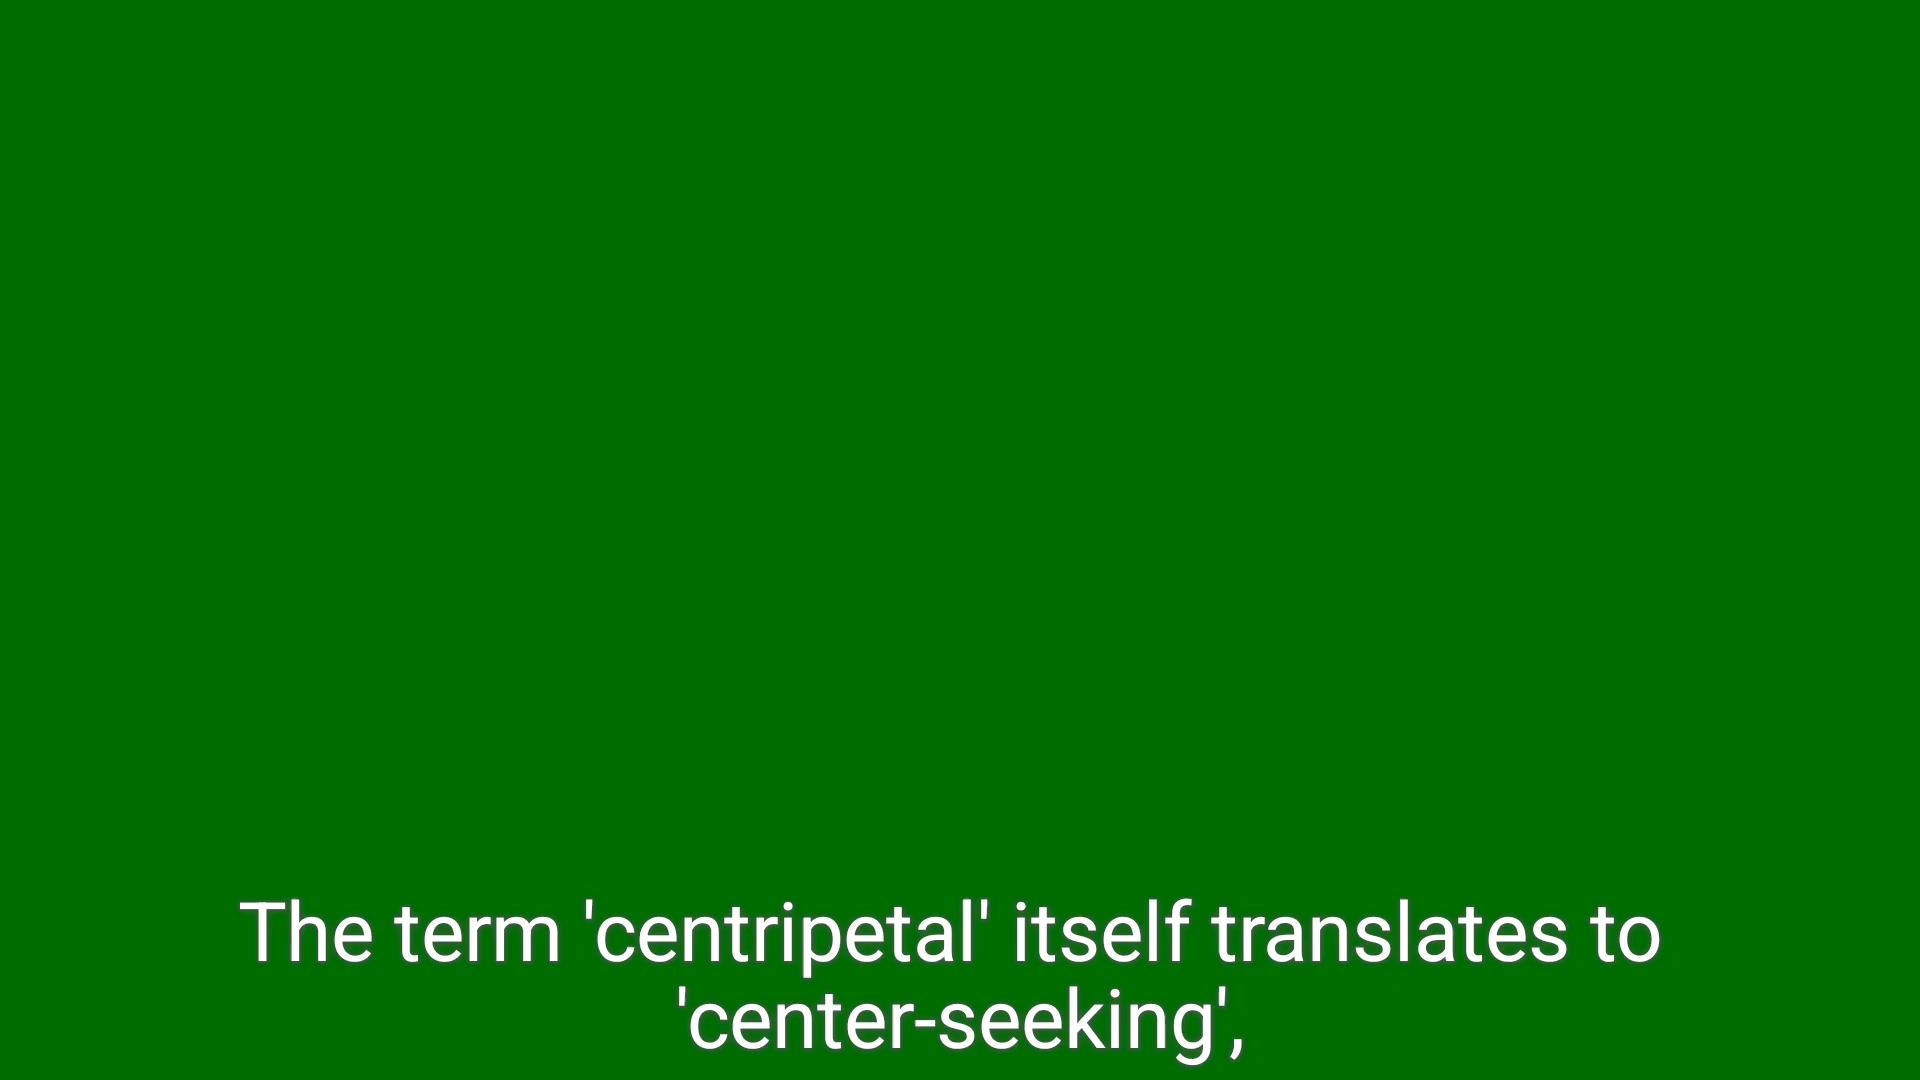 The term 'centripetal' itself translates to
'center-seeking',